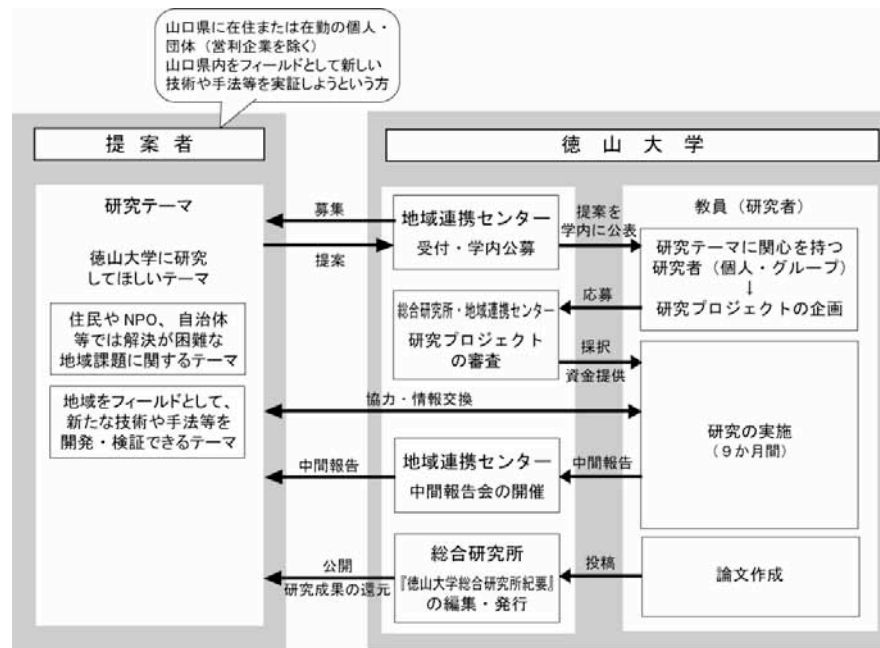 山口県に在住または在勤の個人・
団体（営利企業を除く）
山口県内をフィールドとして新しい
技術や手法等を実証しようという方
提案者
徳山大学
研究テーマ
徳山大学に研究
してほしいテーマ
住民や NPO、自治体
等では解決が困難な
地域課題に関するテーマ
地域をフィールドとして、
新たな技術や手法等を
開発・検証できるテーマ
募集
提案
地域連携センター
受付・学内公募
提案を
学内に公表
教員（研究者）
研究テーマに関心を持つ
研究者（個人・グループ）
↓
研究プロジェクトの企画
応募
総合研究所・地域連携センター
研究プロジェクト
の審査
採択
資金提供
協力・情報交換
研究の実施
（９か月間）
中間報告
地域連携センター
中間報告会の開催
中間報告
公開
研究成果の還元
総合研究所
『徳山大学総合研究所紀要』
の編集・発行
投稿
論文作成